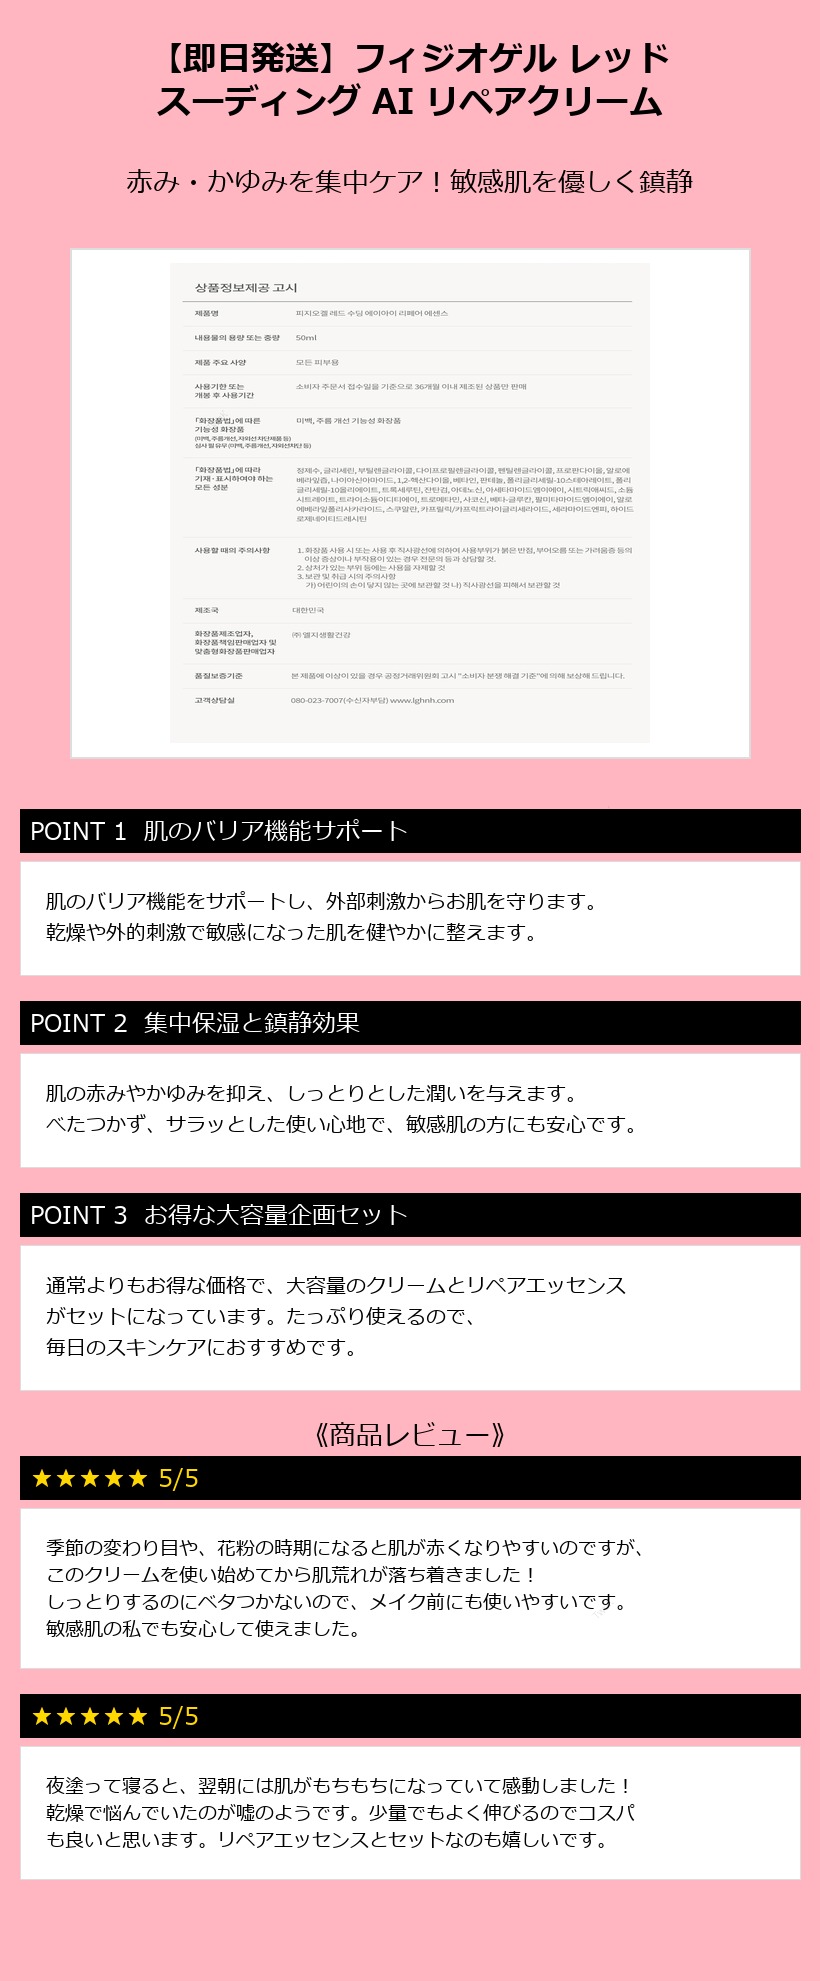 【即日発送】フィジオゲル レッド
スーディング AI リペアクリーム
赤み・かゆみを集中ケア！敏感肌を優しく鎮静
상품정보제공 고시
제품명 피지오겔 레드 수딩 에이아이 리페어 에센스
내용물의 용량 또는 중량 50ml
제품 주요 사양 모든 피부용
사용기한 또는 소비자 주문서 접수일을 기준으로 36개월 이내 제조된 상품만 판매
개봉 후 사용기간
「화장품법」에 따른 미백, 주름 개선 기능성 화장품
기능성 화장품
(미백, 주름개선, 자외선차단제품 등)
심사 필 유무 (미백, 주름개선, 자외선차단 등)
「화장품법」에 따라 정제수, 글리세린, 부틸렌글라이콜, 다이프로필렌글라이콜, 펜틸렌글라이콜, 프로판다이올, 알로에
기재·표시하여야 하는 베라잎즙, 나이아신아마이드, 1,2-헥산다이올, 베타인, 판테놀, 폴리글리세릴-10스테아레이트, 폴리
모든 성분 글리세릴-10올리에이트, 트록세루틴, 잔탄검, 아데노신, 아세타마이드엠이에이, 시트릭애씨드, 소듐
시트레이트, 트라이소듐이디티에이, 트로메타민, 사코신, 베타-글루칸, 팔미타마이드엠이에이, 알로
에베라잎폴리사카라이드, 스쿠알란, 카프릴릭/카프릭트라이글리세라이드, 세라마이드엔피, 하이드
로제네이티드레시틴
사용할 때의 주의사항 1. 화장품 사용 시 또는 사용 후 직사광선에 의하여 사용부위가 붉은 반점, 부어오름 또는 가려움증 등의
이상 증상이나 부작용이 있는 경우 전문의 등과 상담할 것.
2. 상처가 있는 부위 등에는 사용을 자제할 것
3. 보관 및 취급 시의 주의사항
가) 어린이의 손이 닿지 않는 곳에 보관할 것 나) 직사광선을 피해서 보관할 것
제조국 대한민국
화장품제조업자, ㈜ 엘지생활건강
화장품책임판매업자 및
맞춤형화장품판매업자
품질보증기준 본 제품에 이상이 있을 경우 공정거래위원회 고시 "소비자 분쟁 해결 기준"에 의해 보상해 드립니다.
고객상담실 080-023-7007(수신자부담) www.lghnh.com
POINT 1 肌のバリア機能サポート
肌のバリア機能をサポートし、外部刺激からお肌を守ります。
乾燥や外的刺激で敏感になった肌を健やかに整えます。
POINT 2 集中保湿と鎮静効果
肌の赤みやかゆみを抑え、しっとりとした潤いを与えます。
べたつかず、サラッとした使い心地で、敏感肌の方にも安心です。
POINT 3 お得な大容量企画セット
通常よりもお得な価格で、大容量のクリームとリペアエッセンス
がセットになっています。たっぷり使えるので、
毎日のスキンケアにおすすめです。
《商品レビュー》
★★★★★ 5/5
季節の変わり目や、花粉の時期になると肌が赤くなりやすいのですが、
このクリームを使い始めてから肌荒れが落ち着きました！
しっとりするのにベタつかないので、メイク前にも使いやすいです。
敏感肌の私でも安心して使えました。
★★★★★ 5/5
夜塗って寝ると、翌朝には肌がもちもちになっていて感動しました！
乾燥で悩んでいたのが嘘のようです。少量でもよく伸びるのでコスパ
も良いと思います。リペアエッセンスとセットなのも嬉しいです。